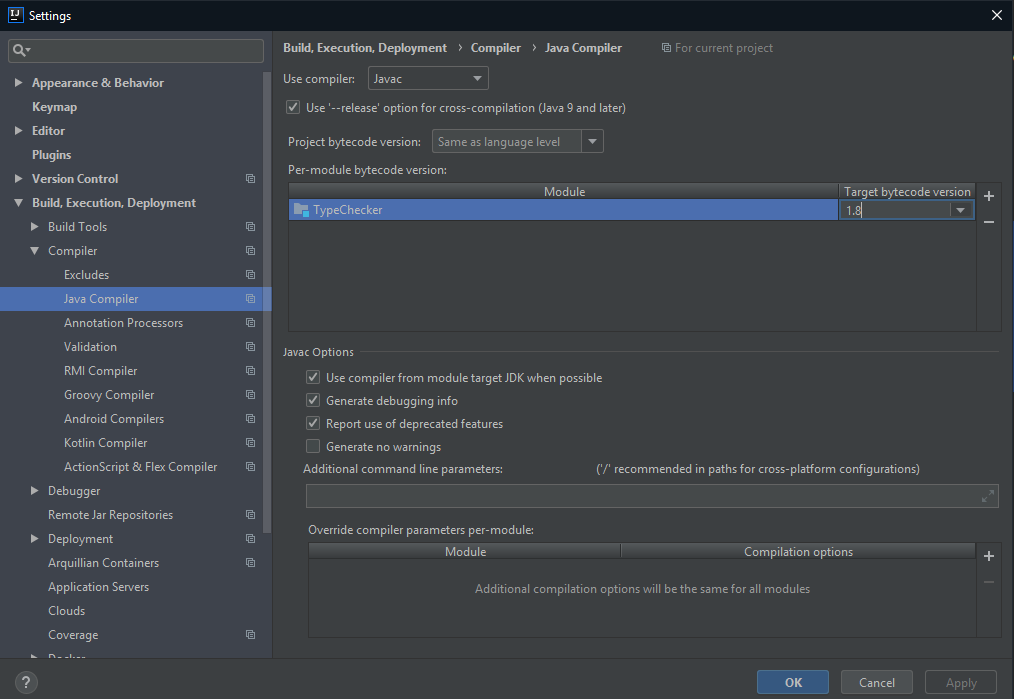 IJ Settings
Appearance & Behavior
Keymap
Editor
Plugins
Version Control
Build, Execution, Deployment
Build Tools
Compiler
Excludes
Java Compiler
Annotation Processors
Validation
RMI Compiler
Groovy Compiler
Android Compilers
Kotlin Compiler
ActionScript & Flex Compiler
Debugger
Remote Jar Repositories
Deployment
Arquillian Containers
Application Servers
Clouds
Coverage
Docker
?
Build, Execution, Deployment › Compiler › Java Compiler For current project
Use compiler: Javac
Use '--release' option for cross-compilation (Java 9 and later)
Project bytecode version: Same as language level
Per-module bytecode version:
Module Target bytecode version
TypeChecker 1.8
Javac Options
Use compiler from module target JDK when possible
Generate debugging info
Report use of deprecated features
Generate no warnings
Additional command line parameters: ('/' recommended in paths for cross-platform configurations)
Override compiler parameters per-module:
Module Compilation options
Additional compilation options will be the same for all modules
OK Cancel Apply